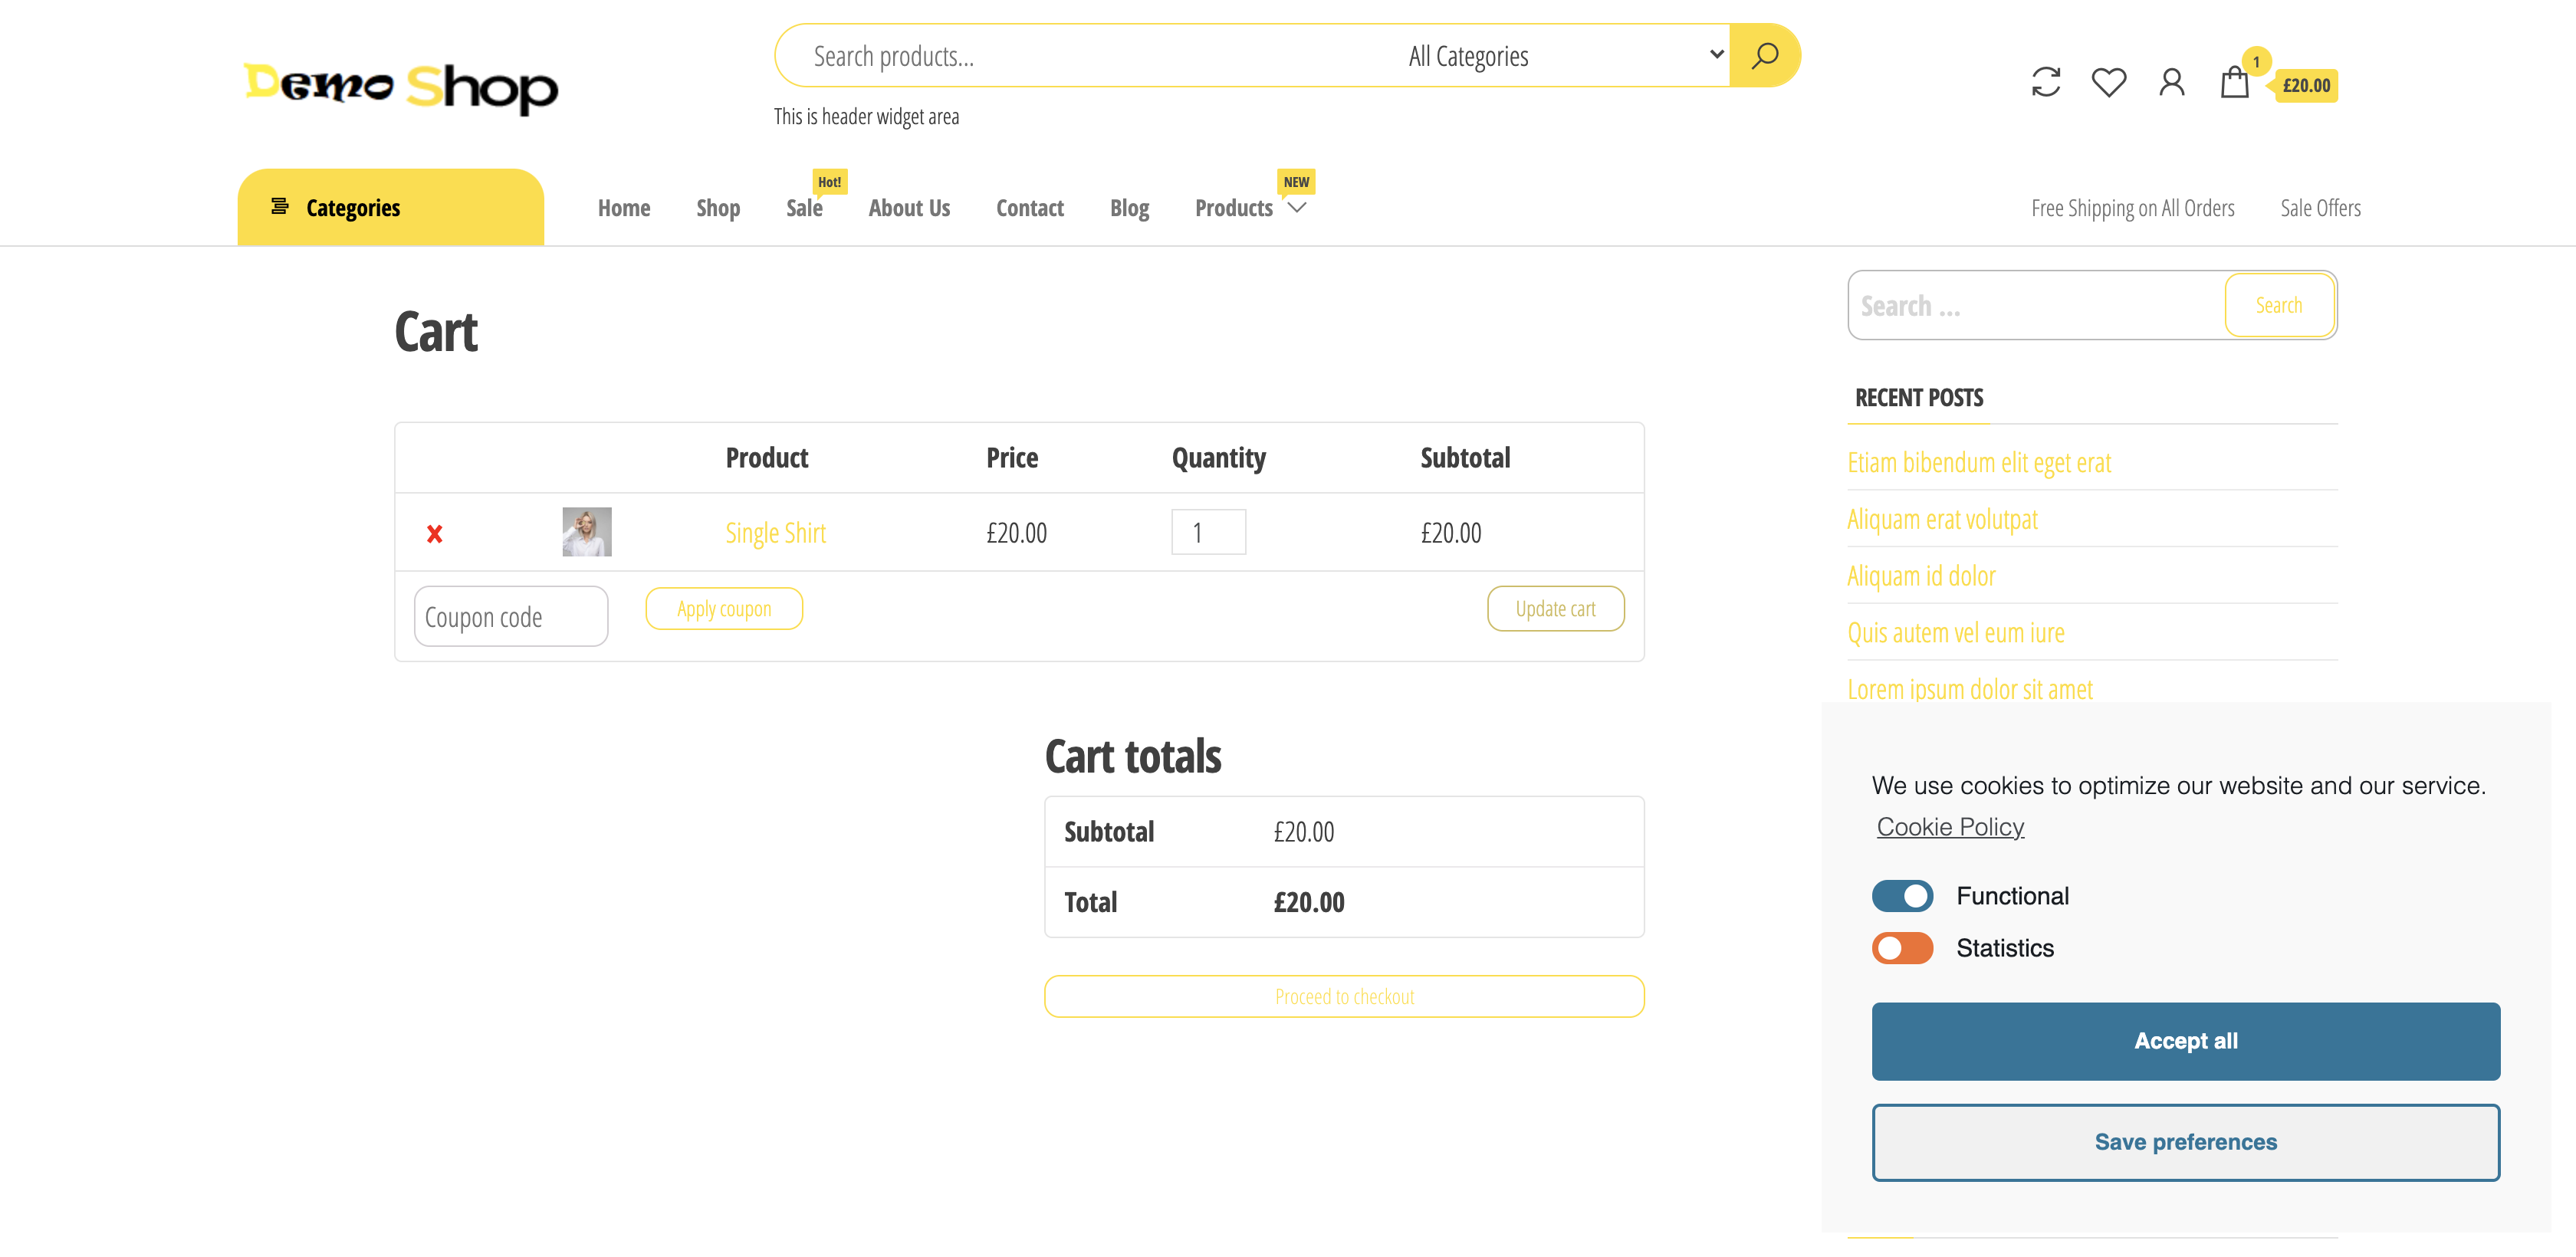 Demo Shop
Search products...
All Categories
1
£20.00
This is header widget area
Categories
Home
Shop
Sale
Hot!
About Us
Contact
Blog
Products
NEW
Free Shipping on All Orders
Sale Offers
Cart
Product Price Quantity Subtotal
Single Shirt £20.00 1 £20.00
Coupon code
Apply coupon
Update cart
Cart totals
Subtotal £20.00
Total £20.00
Proceed to checkout
Search ...
Search
RECENT POSTS
Etiam bibendum elit eget erat
Aliquam erat volutpat
Aliquam id dolor
Quis autem vel eum iure
Lorem ipsum dolor sit amet
We use cookies to optimize our website and our service.
Cookie Policy
Functional
Statistics
Accept all
Save preferences